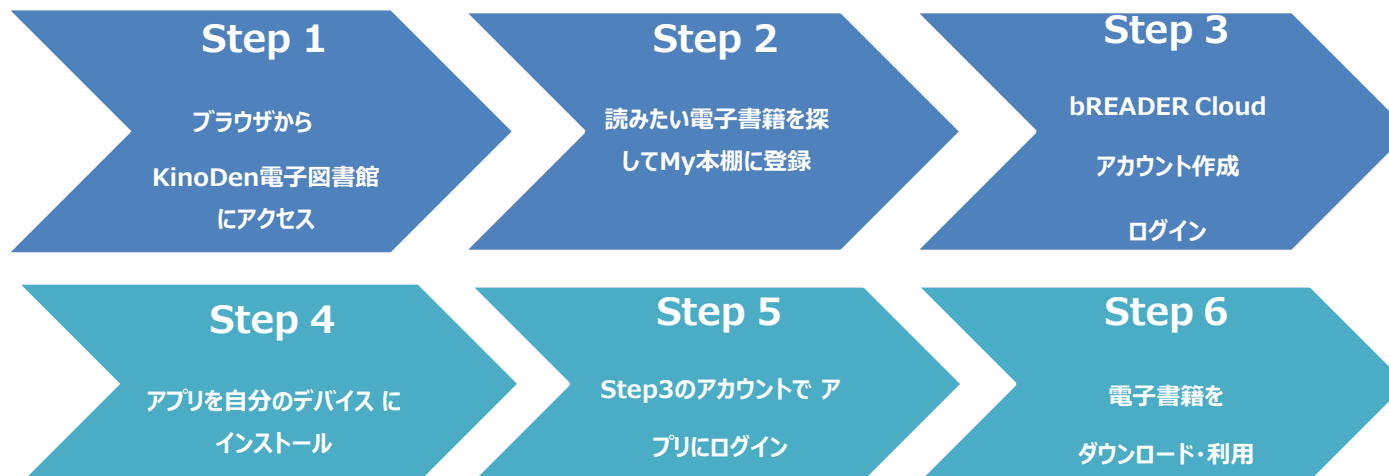 Step 1
ブラウザから
KinoDen電子図書館
にアクセス
Step 2
読みたい電子書籍を探
してMy本棚に登録
Step 3
bREADER Cloud
アカウント作成
ログイン
Step 4
アプリを自分のデバイス に
インストール
Step 5
Step3のアカウントで ア
プリにログイン
Step 6
電子書籍を
ダウンロード・利用